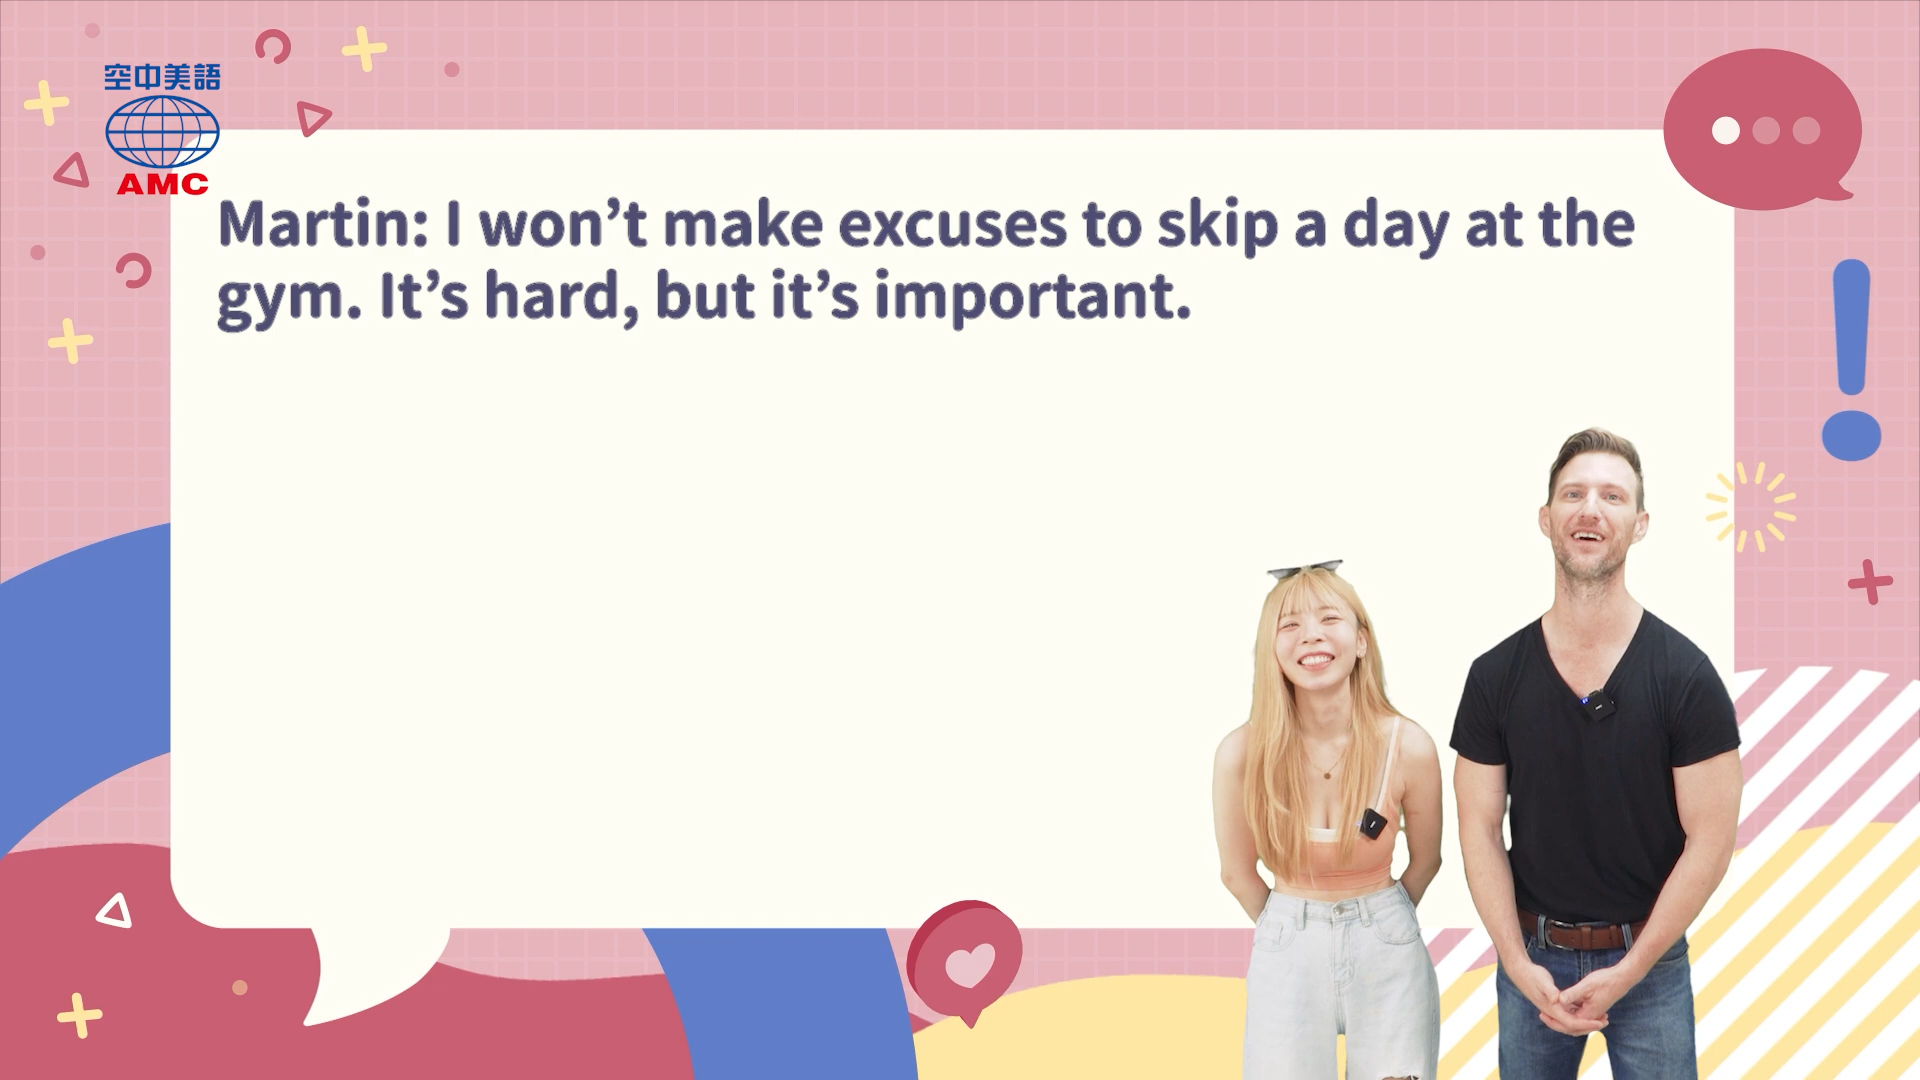 空中美語
AMC
Martin: I won’t make excuses to skip a day at the
gym. It’s hard, but it’s important.